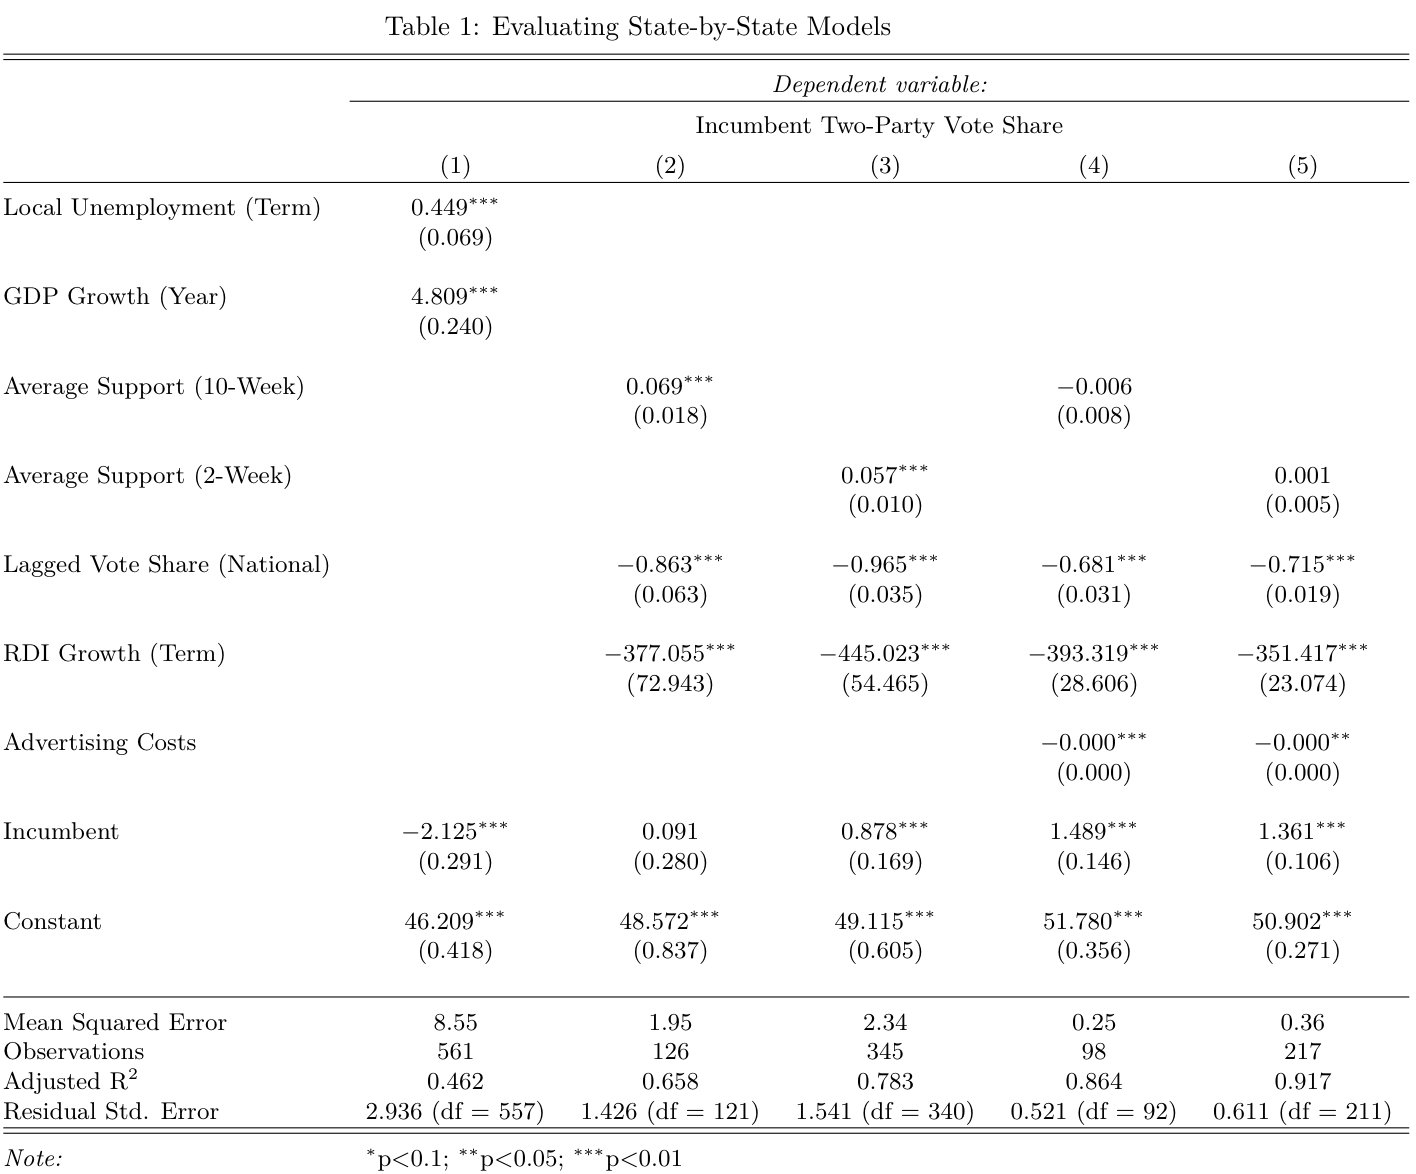 Table 1: Evaluating State-by-State Models
Dependent variable:
Incumbent Two-Party Vote Share
(1) (2) (3) (4) (5)
Local Unemployment (Term) 0.449***
(0.069)
GDP Growth (Year) 4.809***
(0.240)
Average Support (10-Week) 0.069*** −0.006
(0.018) (0.008)
Average Support (2-Week) 0.057*** 0.001
(0.010) (0.005)
Lagged Vote Share (National) −0.863*** −0.965*** −0.681*** −0.715***
(0.063) (0.035) (0.031) (0.019)
RDI Growth (Term) −377.055*** −445.023*** −393.319*** −351.417***
(72.943) (54.465) (28.606) (23.074)
Advertising Costs −0.000*** −0.000**
(0.000) (0.000)
Incumbent −2.125*** 0.091 0.878*** 1.489*** 1.361***
(0.291) (0.280) (0.169) (0.146) (0.106)
Constant 46.209*** 48.572*** 49.115*** 51.780*** 50.902***
(0.418) (0.837) (0.605) (0.356) (0.271)
Mean Squared Error 8.55 1.95 2.34 0.25 0.36
Observations 561 126 345 98 217
Adjusted R² 0.462 0.658 0.783 0.864 0.917
Residual Std. Error 2.936 (df = 557) 1.426 (df = 121) 1.541 (df = 340) 0.521 (df = 92) 0.611 (df = 211)
Note: *p<0.1; **p<0.05; ***p<0.01